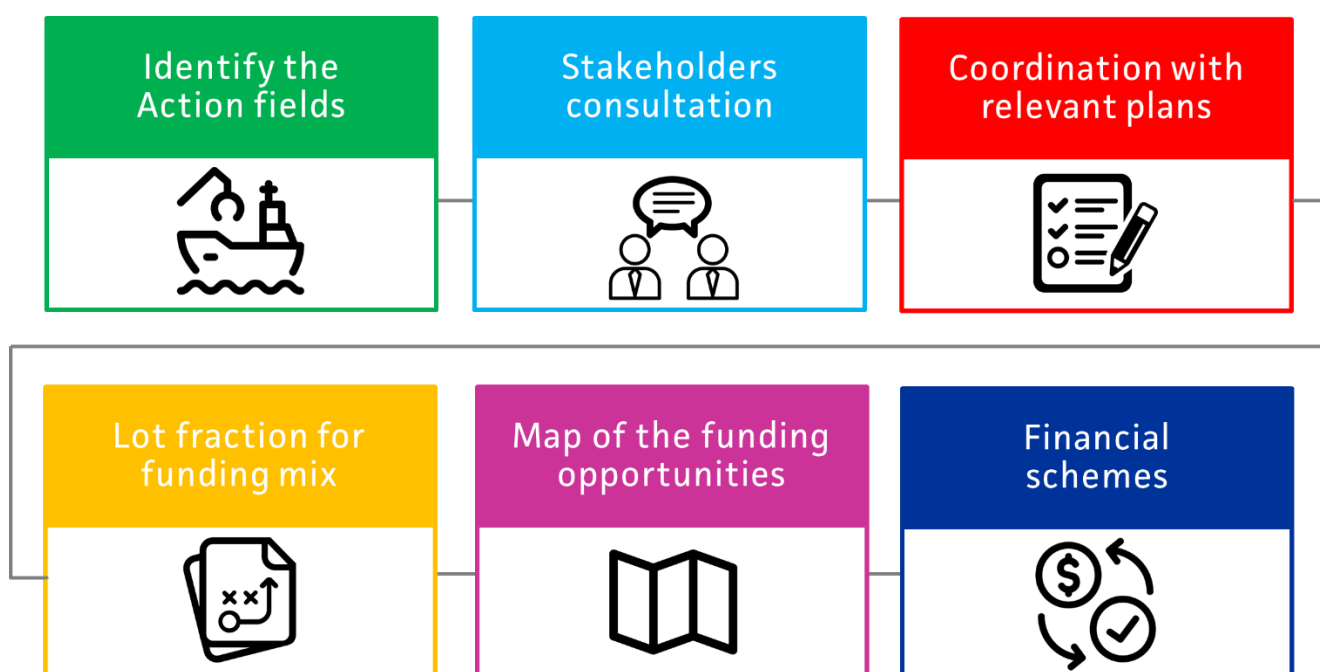 Identify the
Action fields
Stakeholders
consultation
Coordination with
relevant plans
Lot fraction for
funding mix
Map of the funding
opportunities
Financial
schemes